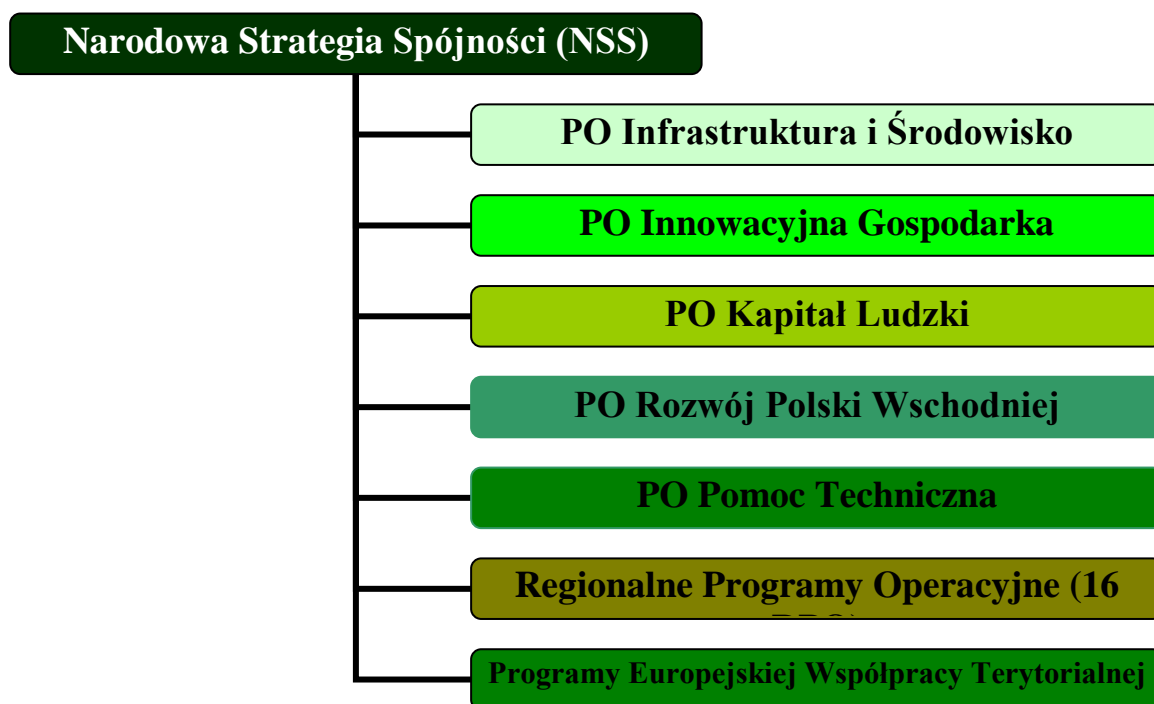 Narodowa Strategia Spójności (NSS)
PO Infrastruktura i Środowisko
PO Innowacyjna Gospodarka
PO Kapitał Ludzki
PO Rozwój Polski Wschodniej
PO Pomoc Techniczna
Regionalne Programy Operacyjne (16
Programy Europejskiej Współpracy Terytorialnej